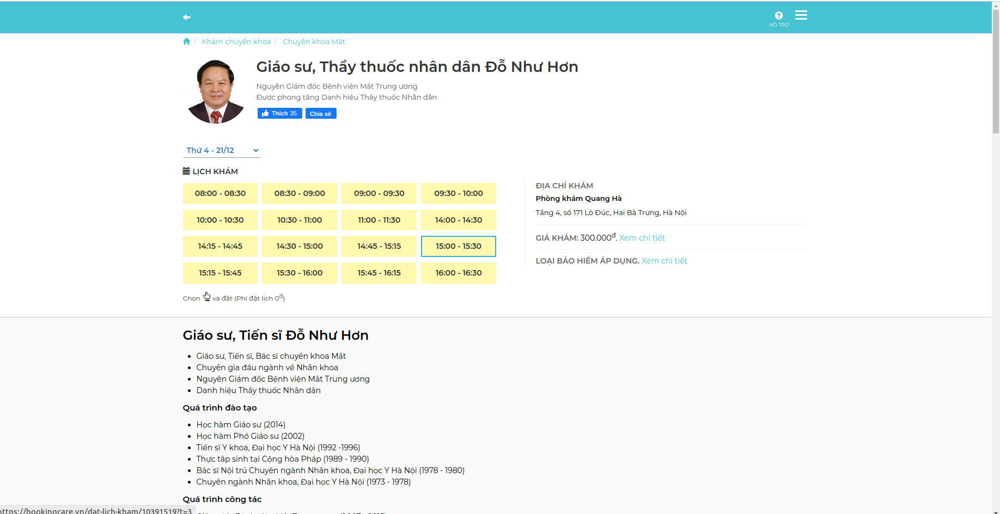 HỖ TRỢ
/ Khám chuyên khoa / Chuyên khoa Mắt
Giáo sư, Thầy thuốc nhân dân Đỗ Như Hơn
Nguyên Giám đốc Bệnh viện Mắt Trung ương
Được phong tặng Danh hiệu Thầy thuốc Nhân dân
Thích 35 Chia sẻ
Thứ 4 - 21/12
LỊCH KHÁM
08:00 - 08:30 08:30 - 09:00 09:00 - 09:30 09:30 - 10:00
10:00 - 10:30 10:30 - 11:00 11:00 - 11:30 14:00 - 14:30
14:15 - 14:45 14:30 - 15:00 14:45 - 15:15 15:00 - 15:30
15:15 - 15:45 15:30 - 16:00 15:45 - 16:15 16:00 - 16:30
Chọn và đặt (Phí đặt lịch 0đ)
ĐỊA CHỈ KHÁM
Phòng khám Quang Hà
Tầng 4, số 171 Lò Đúc, Hai Bà Trưng, Hà Nội
GIÁ KHÁM: 300.000đ. Xem chi tiết
LOẠI BẢO HIỂM ÁP DỤNG. Xem chi tiết
Giáo sư, Tiến sĩ Đỗ Như Hơn
Giáo sư, Tiến sĩ, Bác sĩ chuyên khoa Mắt
Chuyên gia đầu ngành về Nhãn khoa
Nguyên Giám đốc Bệnh viện Mắt Trung ương
Danh hiệu Thầy thuốc Nhân dân
Quá trình đào tạo
Học hàm Giáo sư (2014)
Học hàm Phó Giáo sư (2002)
Tiến sĩ Y khoa, Đại học Y Hà Nội (1992 -1996)
Thực tâp sinh tại Cộng hòa Pháp (1989 - 1990)
Bác sĩ Nội trú Chuyên ngành Nhãn khoa, Đại học Y Hà Nội (1978 - 1980)
Chuyên ngành Nhãn khoa, Đại học Y Hà Nội (1973 - 1978)
Quá trình công tác
https://bookingcare.vn/dat-lich-kham/10391519?t=3